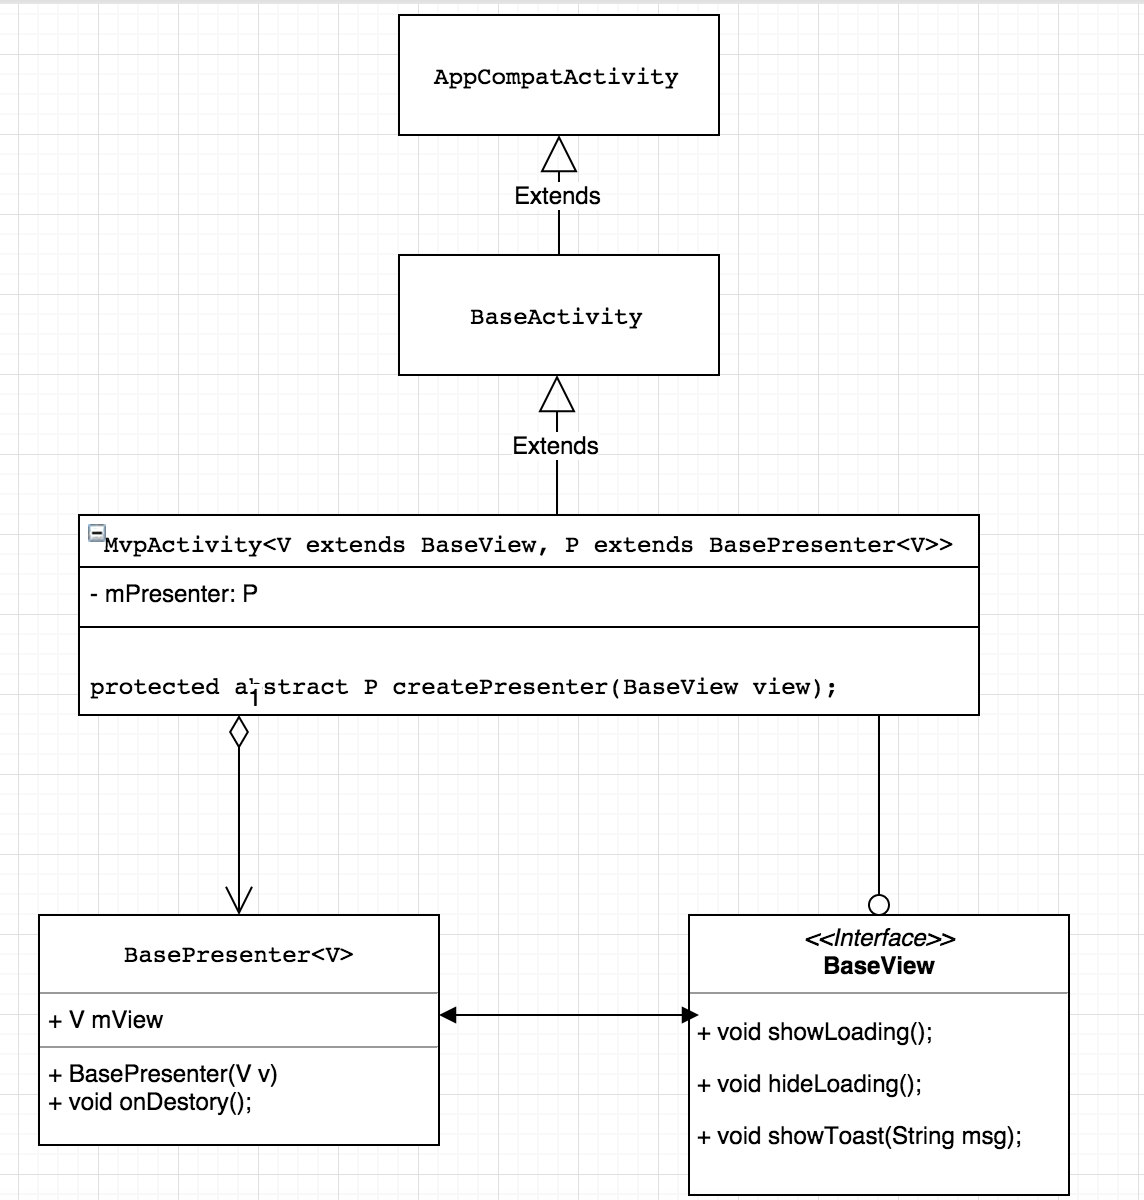 AppCompatActivity
Extends
BaseActivity
Extends
MvpActivity<V extends BaseView, P extends BasePresenter<V>>
- mPresenter: P
protected abstract P createPresenter(BaseView view);
BasePresenter<V>
+ V mView
+ BasePresenter(V v)
+ void onDestory();
<<Interface>>
BaseView
+ void showLoading();
+ void hideLoading();
+ void showToast(String msg);